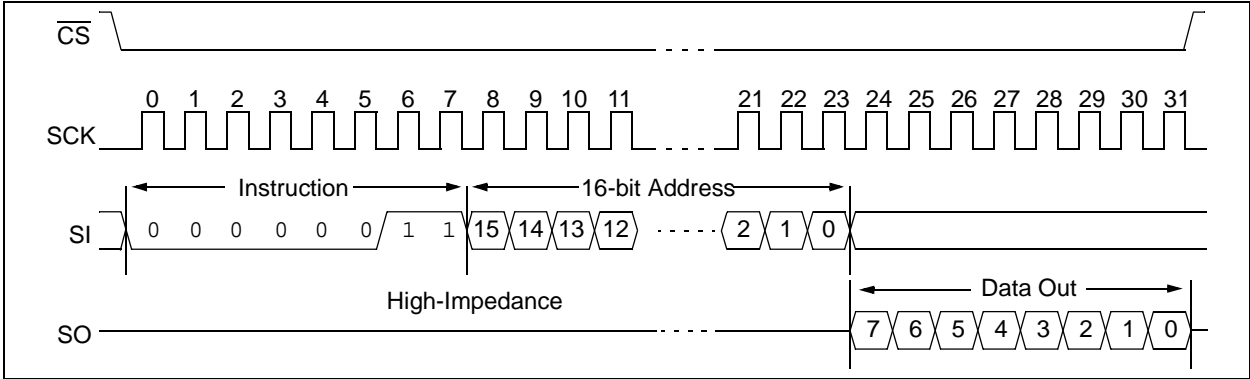 CS
0 1 2 3 4 5 6 7 8 9 10 11 21 22 23 24 25 26 27 28 29 30 31
SCK
Instruction 16-bit Address
SI 0 0 0 0 0 0 1 1 15 14 13 12 2 1 0
High-Impedance Data Out
SO 7 6 5 4 3 2 1 0